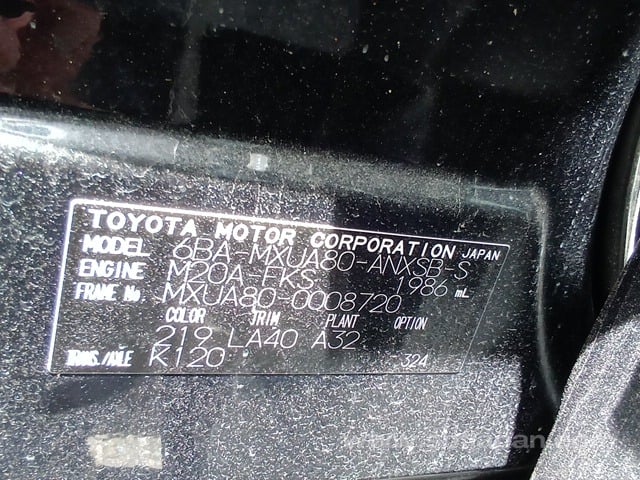 TOYOTA MOTOR CORPORATION JAPAN
MODEL 6BA-MXUA80-ANXSB-S
ENGINE M20A-FKS 1986 mL
FRAME No. MXUA80-0008720
COLOR TRIM PLANT OPTION
219 LA40 A32
TRANS./AXLE K120 324